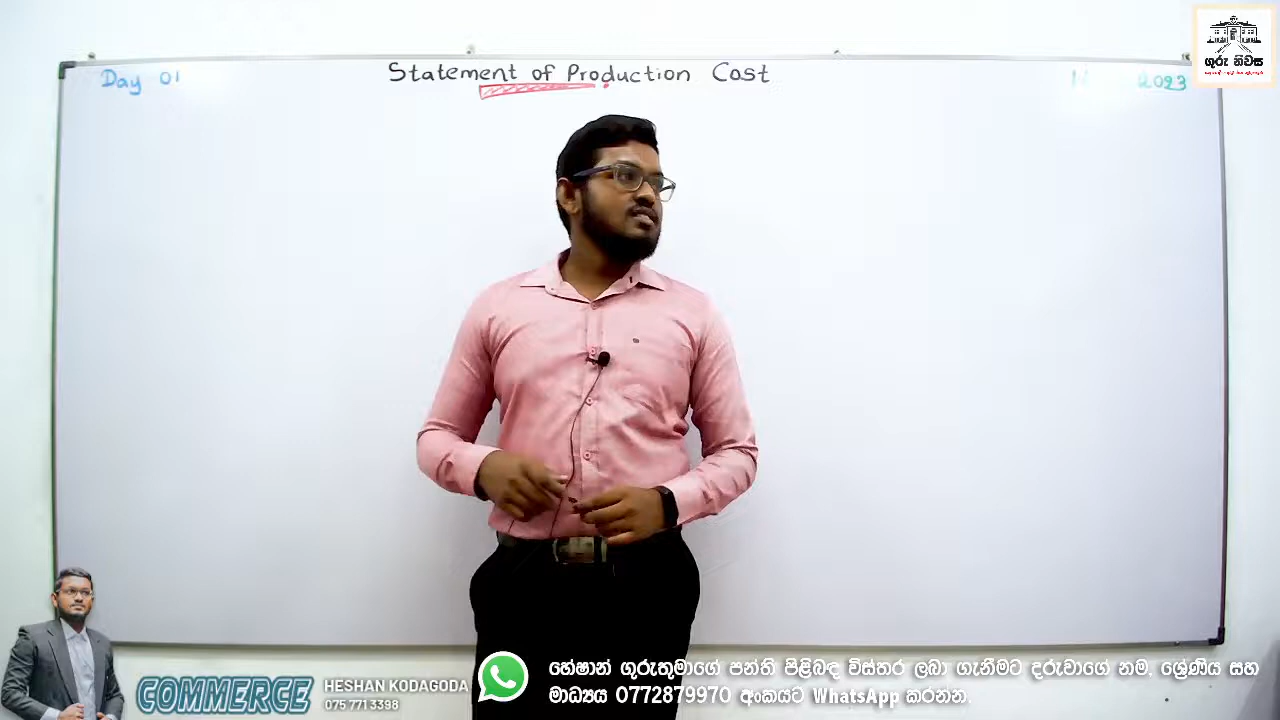 ගුරු නිවස
Day 01
Statement of Production Cost
2023
හේෂාන් ගුරුතුමාගේ පන්ති පිළිබඳ විස්තර ලබා ගැනීමට දරුවාගේ නම, ශ්‍රේණිය සහ
මාධ්‍යය 0772879970 අංකයට WhatsApp කරන්න.
COMMERCE
HESHAN KODAGODA
075 771 3398